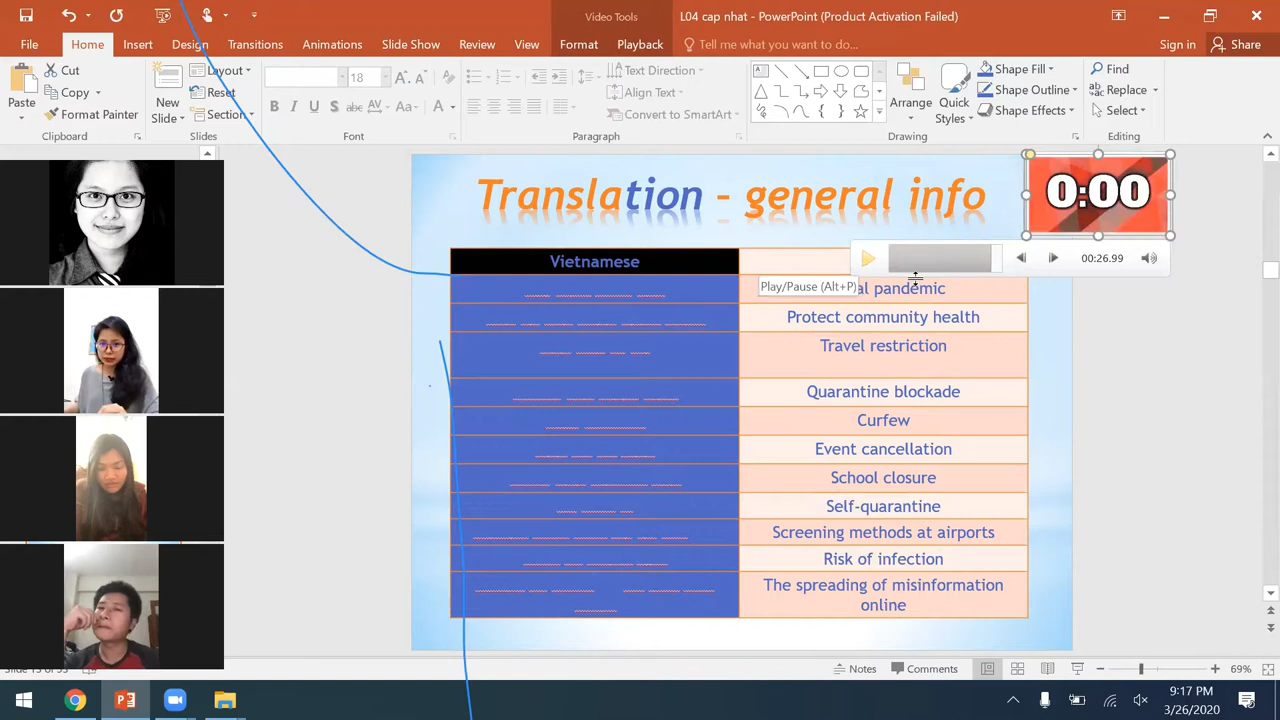 L04 cap nhat - PowerPoint (Product Activation Failed)
Video Tools
File
Home
Insert
Design
Transitions
Animations
Slide Show
Review
View
Format
Playback
Tell me what you want to do...
Sign in
Share
Paste
Cut
Copy
Format Painter
Clipboard
New Slide
Layout
Reset
Section
Slides
18
B I U S abc AV Aa A
Font
Text Direction
Align Text
Convert to SmartArt
Paragraph
Arrange
Quick Styles
Shape Fill
Shape Outline
Shape Effects
Drawing
Find
Replace
Select
Editing
Translation - general info
0:00
Vietnamese
00:26.99
Play/Pause (Alt+P)
al pandemic
Protect community health
Travel restriction
Quarantine blockade
Curfew
Event cancellation
School closure
Self-quarantine
Screening methods at airports
Risk of infection
The spreading of misinformation
online
Notes
Comments
69%
9:17 PM
3/26/2020